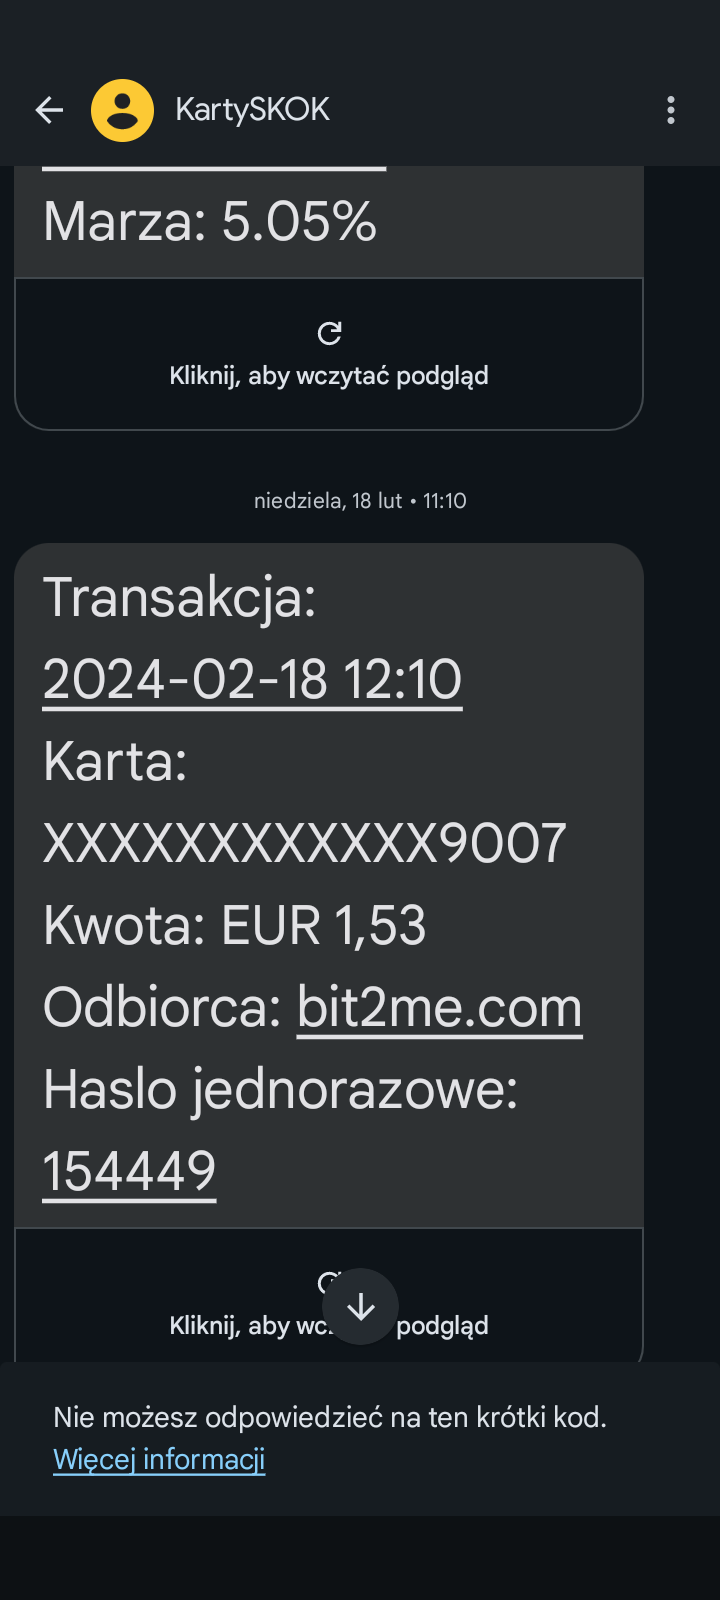 KartySKOK
Marza: 5.05%
Kliknij, aby wczytać podgląd
niedziela, 18 lut • 11:10
Transakcja:
2024-02-18 12:10
Karta:
XXXXXXXXXXXX9007
Kwota: EUR 1,53
Odbiorca: bit2me.com
Haslo jednorazowe:
154449
Kliknij, aby podgląd
Nie możesz odpowiedzieć na ten krótki kod.
Więcej informacji